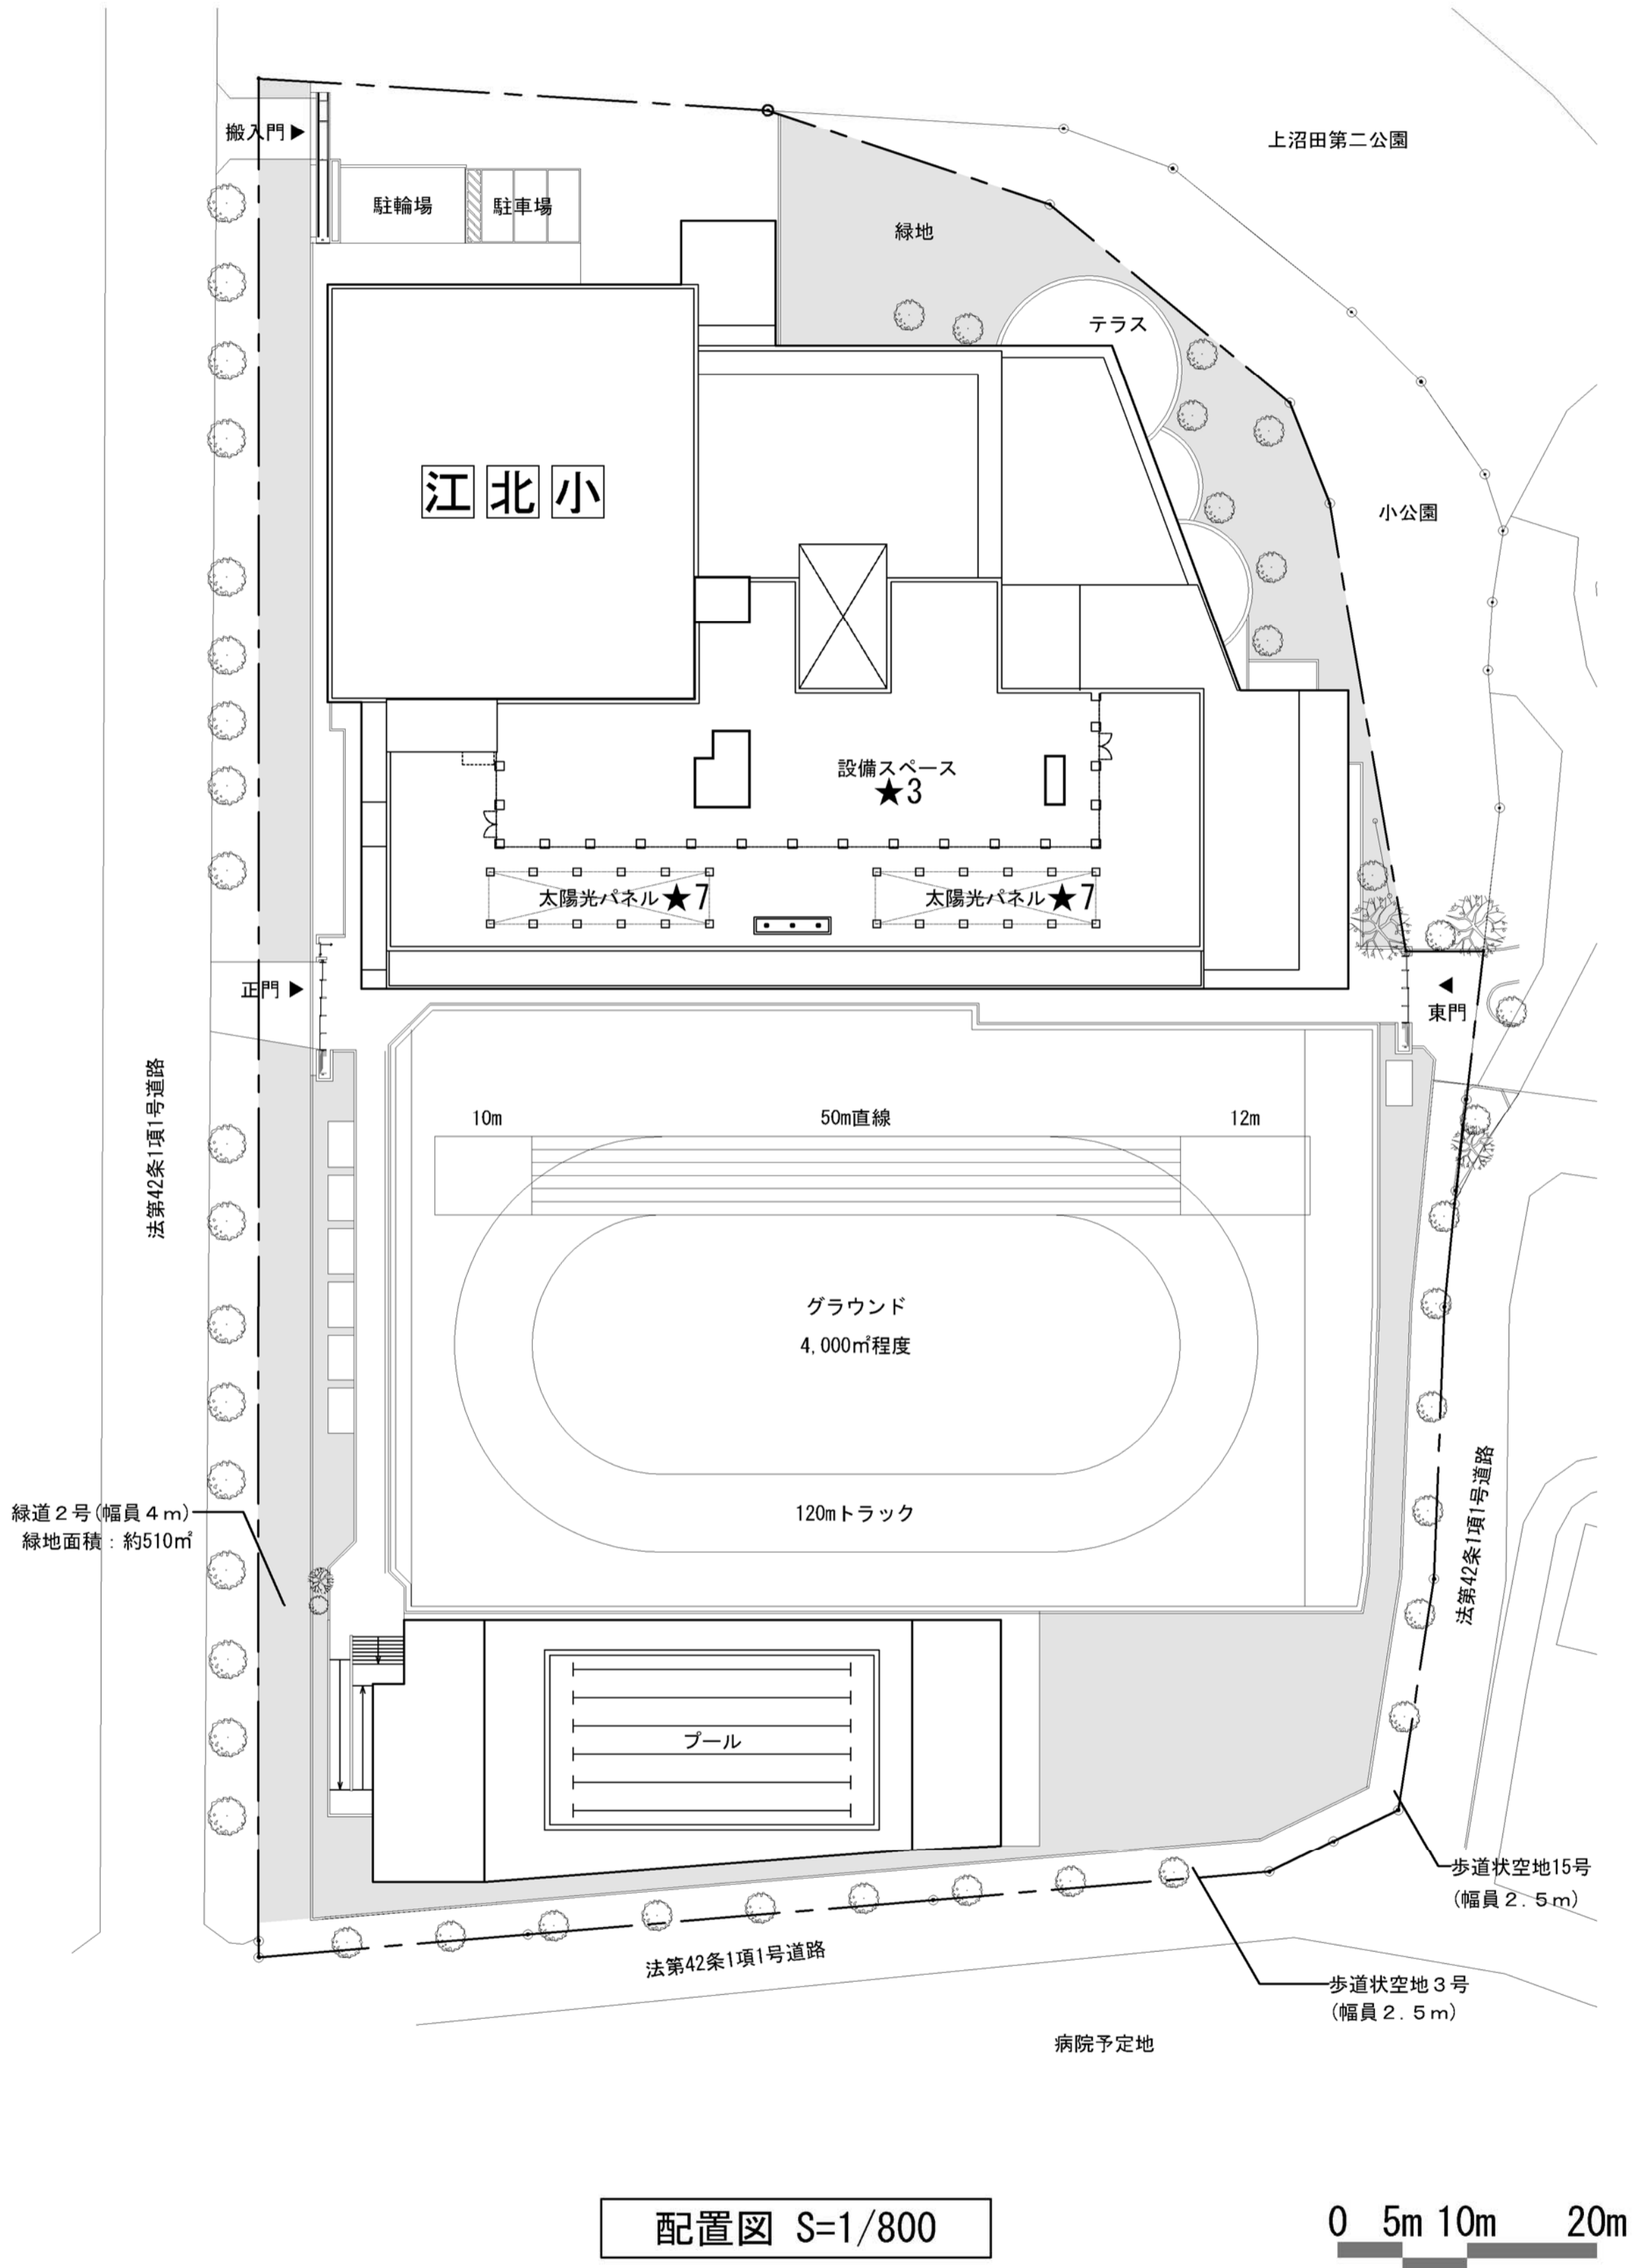 搬入門▶
上沼田第二公園
駐輪場
駐車場
緑地
テラス
江北小
小公園
設備スペース
★3
太陽光パネル★7
太陽光パネル★7
正門 ▶
◀
東門
法第42条1項1号道路
10m
50m直線
12m
グラウンド
4,000㎡程度
120mトラック
緑道2号(幅員4m)
緑地面積：約510㎡
法第42条1項1号道路
プール
歩道状空地15号
(幅員2.5m)
法第42条1項1号道路
歩道状空地3号
(幅員2.5m)
病院予定地
配置図 S=1/800
0 5m 10m 20m